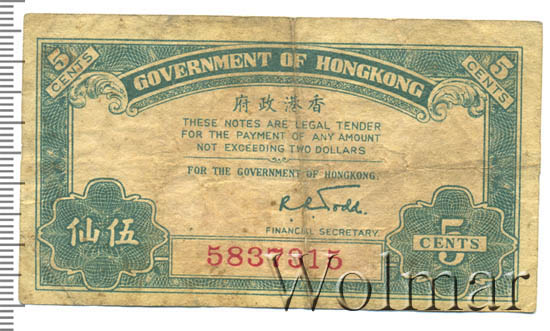 5 CENTS
5 CENTS
GOVERNMENT OF HONGKONG
府政港香
THESE NOTES ARE LEGAL TENDER
FOR THE PAYMENT OF ANY AMOUNT
NOT EXCEEDING TWO DOLLARS
FOR THE GOVERNMENT OF HONGKONG.
R. R. Todd.
FINANCIAL SECRETARY.
仙伍
5837315
5 CENTS
Wolmar